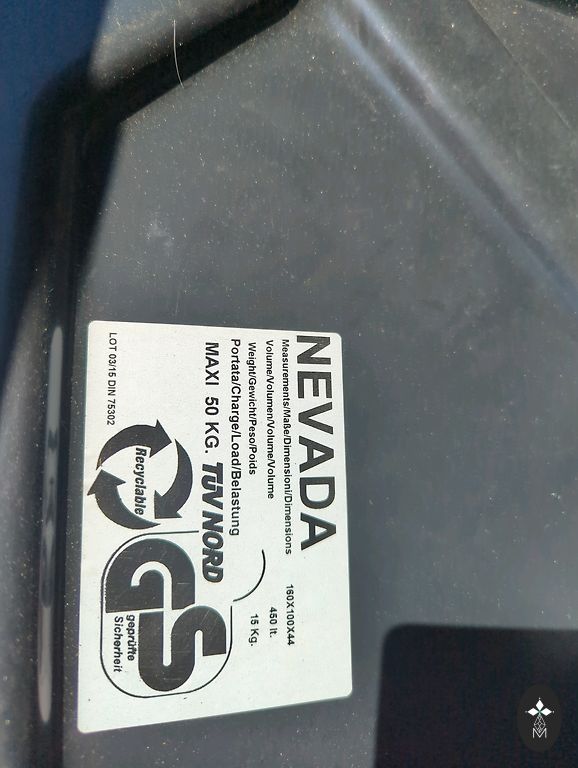 NEVADA
Measurements/Maße/Dimensioni/Dimensions 160X100X44
Volume/Volumen/Volume/Volume 450 lt.
Weight/Gewicht/Peso/Poids 15 Kg.
Portata/Charge/Load/Belastung
MAXI 50 KG.
TÜV NORD
GS
geprüfte
Sicherheit
Recyclable
LOT 03/15 DIN 75302
M